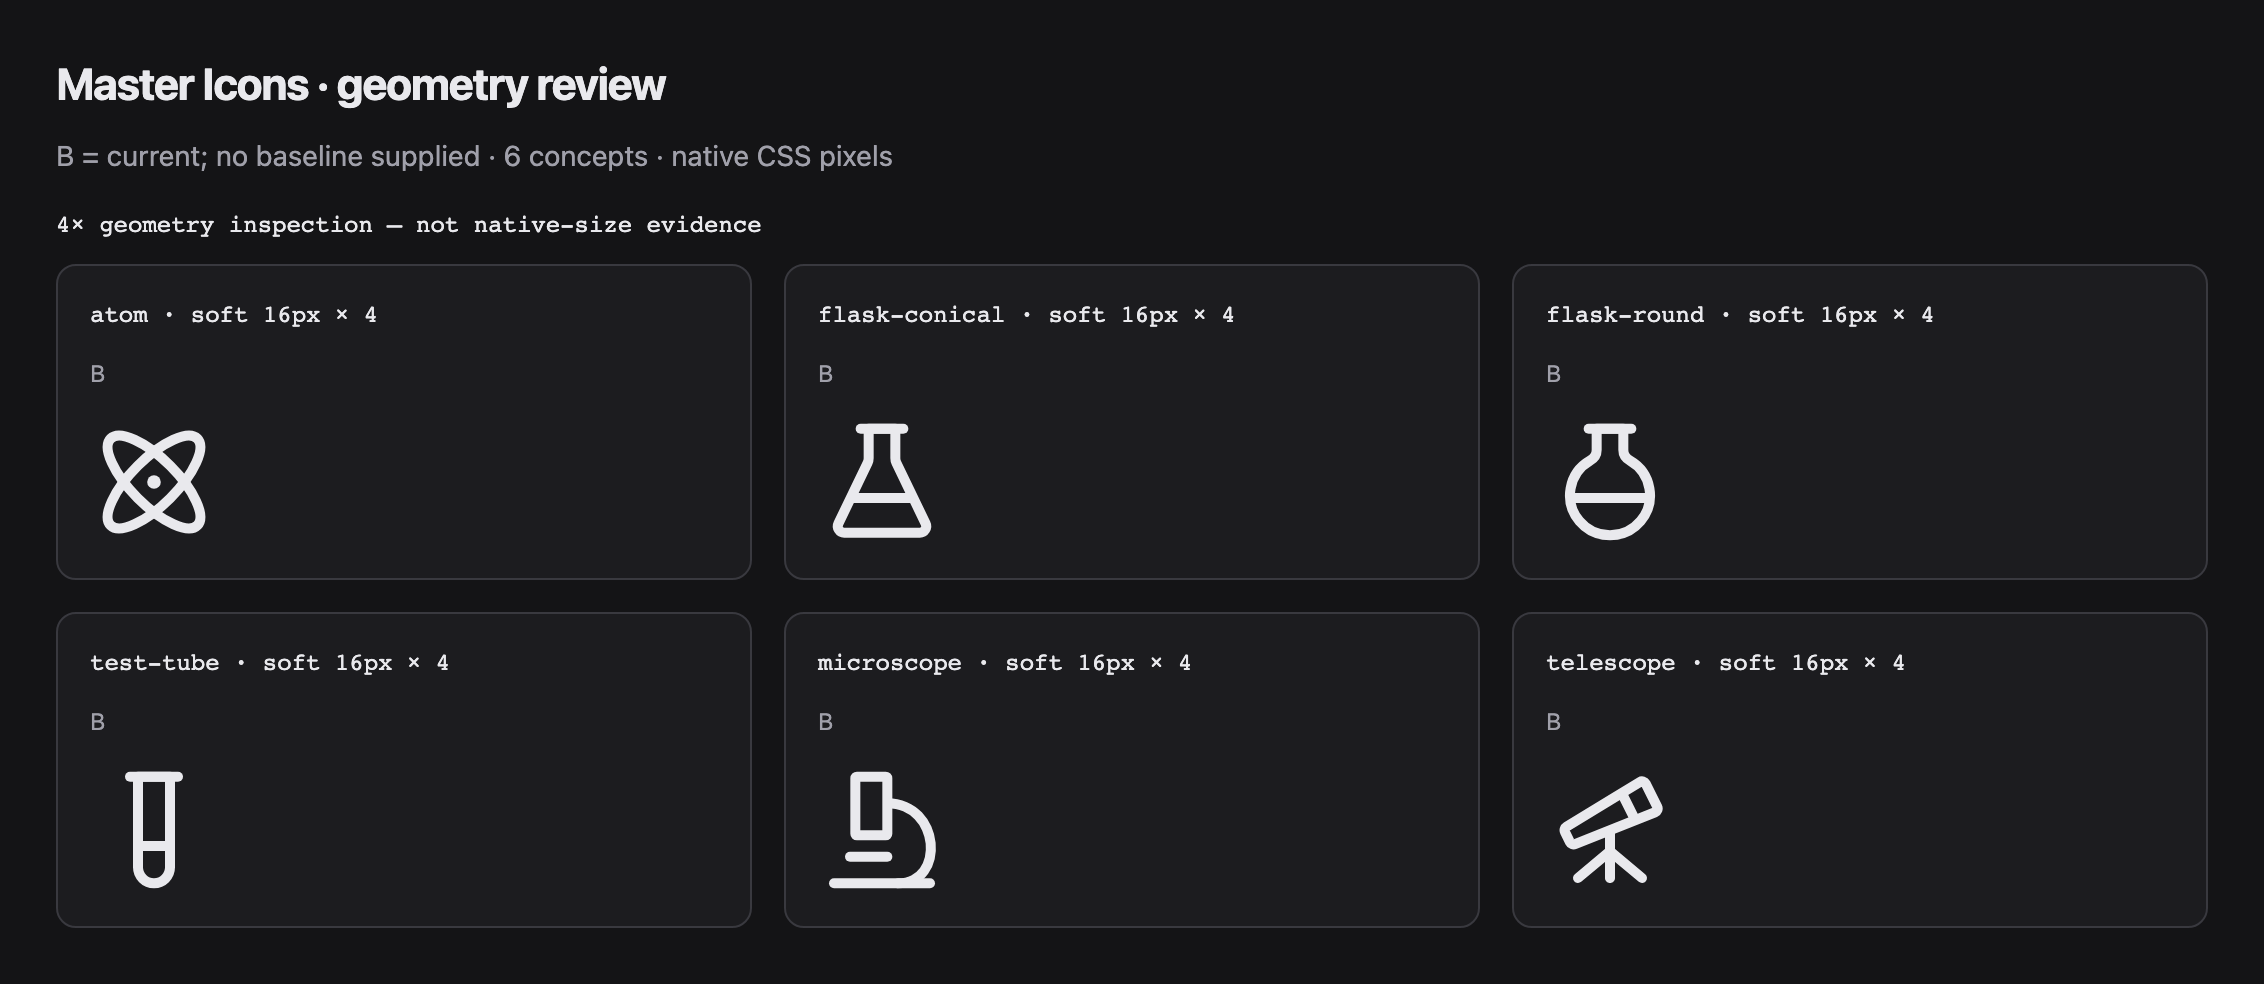 Master Icons · geometry review
B = current; no baseline supplied · 6 concepts · native CSS pixels
4× geometry inspection — not native-size evidence
atom · soft 16px × 4
B
flask-conical · soft 16px × 4
B
flask-round · soft 16px × 4
B
test-tube · soft 16px × 4
B
microscope · soft 16px × 4
B
telescope · soft 16px × 4
B